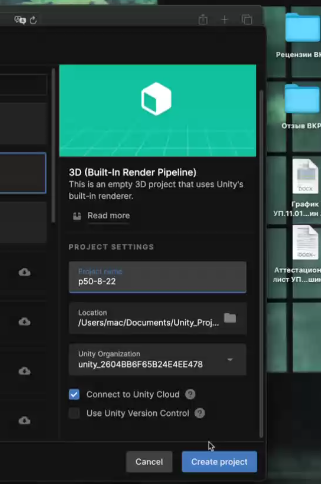 Рецензии ВК
Отзыв ВКР
График
УП.11.01...ин
Аттестацион
лист УП....шин
3D (Built-In Render Pipeline)
This is an empty 3D project that uses Unity's
built-in renderer.
Read more
PROJECT SETTINGS
Project name
p50-8-22
Location
/Users/mac/Documents/Unity_Proj...
Unity Organization
unity_2604BB6F65B24E4EE478
Connect to Unity Cloud ?
Use Unity Version Control ?
Cancel
Create project